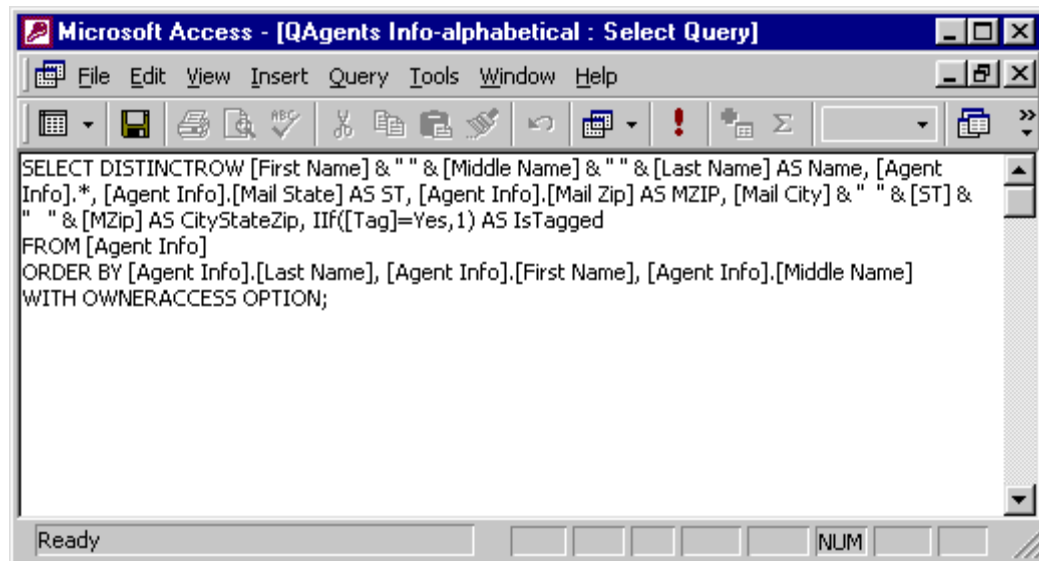 Microsoft Access - [QAgents Info-alphabetical : Select Query]
File Edit View Insert Query Tools Window Help
ABC
SELECT DISTINCTROW [First Name] & " " & [Middle Name] & " " & [Last Name] AS Name, [Agent
Info].*, [Agent Info].[Mail State] AS ST, [Agent Info].[Mail Zip] AS MZIP, [Mail City] & "  " & [ST] &
"   " & [MZip] AS CityStateZip, IIf([Tag]=Yes,1) AS IsTagged
FROM [Agent Info]
ORDER BY [Agent Info].[Last Name], [Agent Info].[First Name], [Agent Info].[Middle Name]
WITH OWNERACCESS OPTION;
Ready NUM